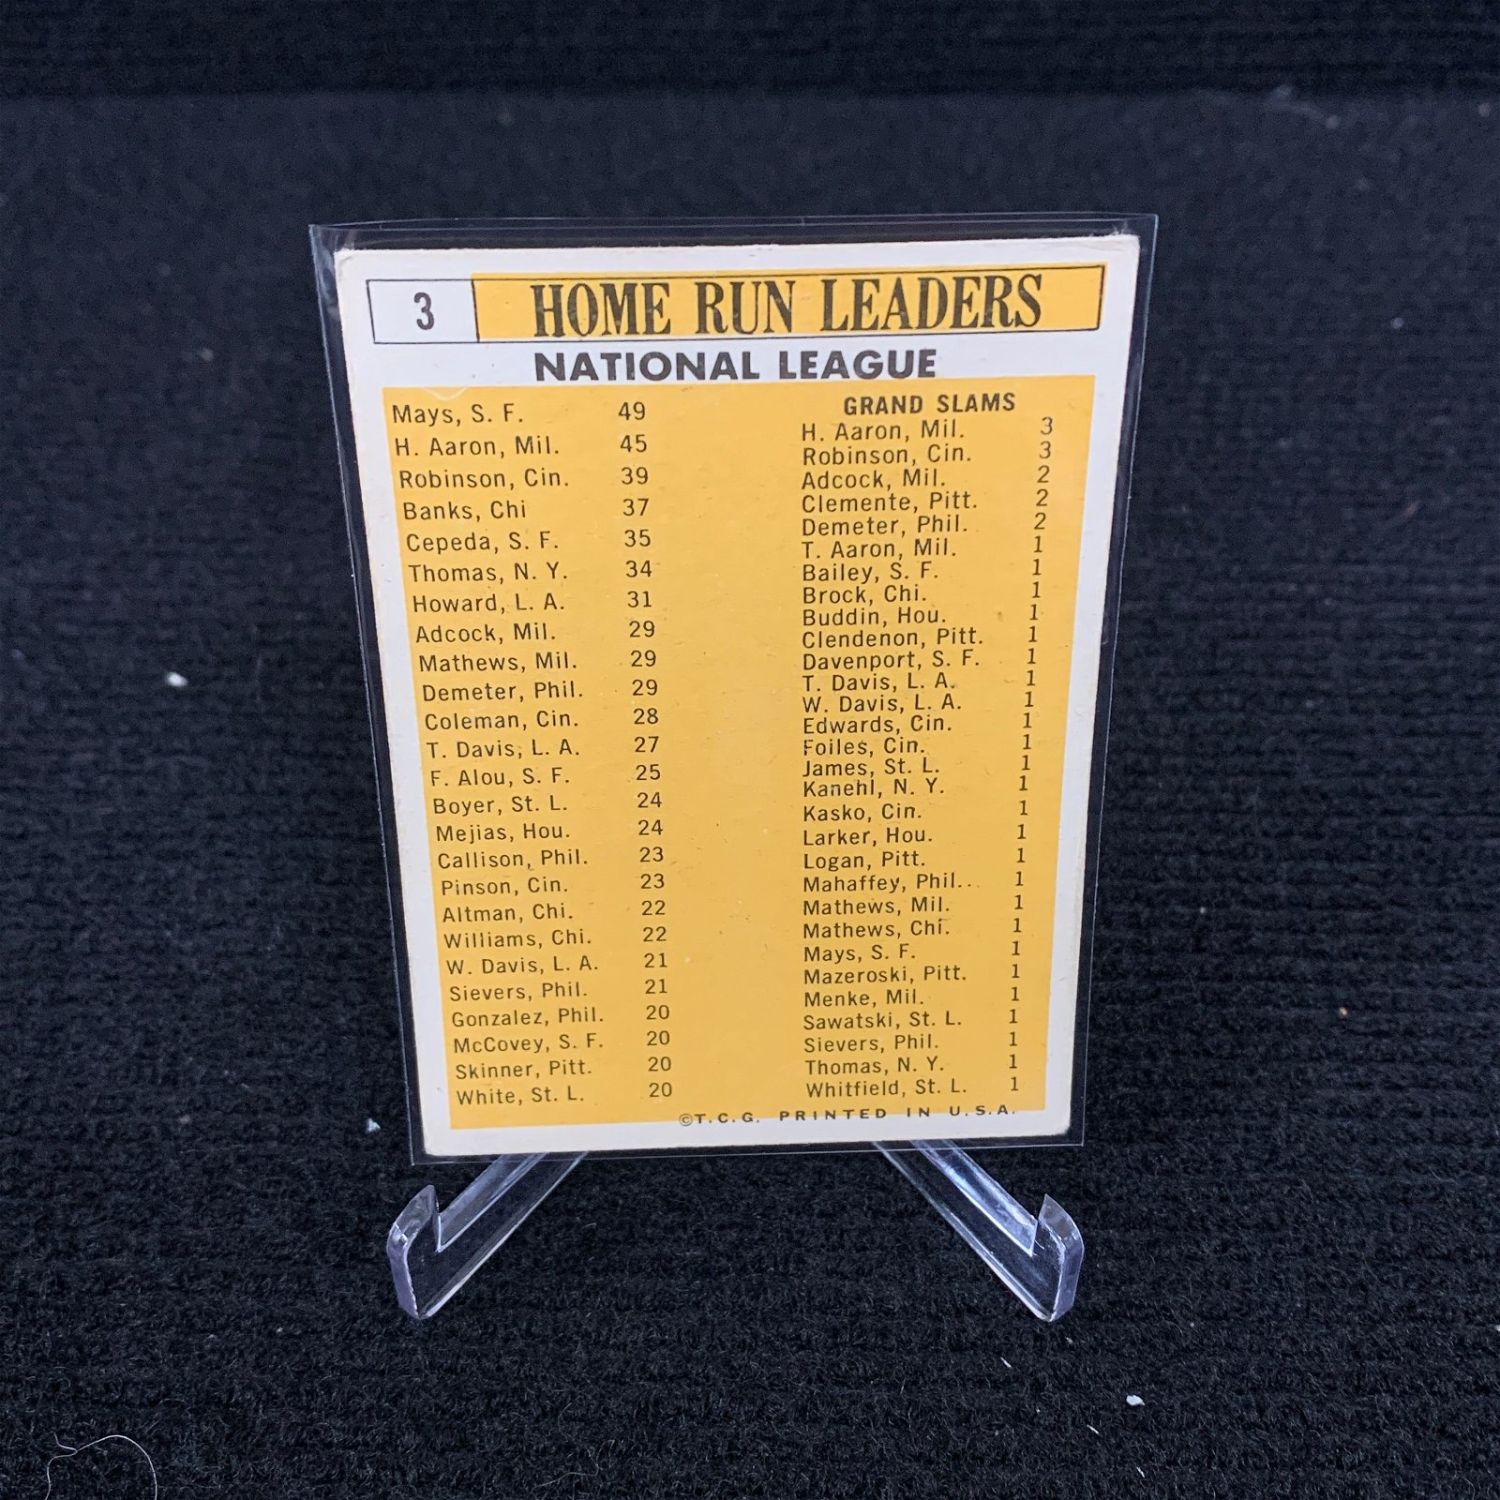 3 HOME RUN LEADERS
NATIONAL LEAGUE
Mays, S. F. 49
H. Aaron, Mil. 45
Robinson, Cin. 39
Banks, Chi 37
Cepeda, S. F. 35
Thomas, N. Y. 34
Howard, L. A. 31
Adcock, Mil. 29
Mathews, Mil. 29
Demeter, Phil. 29
Coleman, Cin. 28
T. Davis, L. A. 27
F. Alou, S. F. 25
Boyer, St. L. 24
Mejias, Hou. 24
Callison, Phil. 23
Pinson, Cin. 23
Altman, Chi. 22
Williams, Chi. 22
W. Davis, L. A. 21
Sievers, Phil. 21
Gonzalez, Phil. 20
McCovey, S. F. 20
Skinner, Pitt. 20
White, St. L. 20
GRAND SLAMS
H. Aaron, Mil. 3
Robinson, Cin. 3
Adcock, Mil. 2
Clemente, Pitt. 2
Demeter, Phil. 2
T. Aaron, Mil. 1
Bailey, S. F. 1
Brock, Chi. 1
Buddin, Hou. 1
Clendenon, Pitt. 1
Davenport, S. F. 1
T. Davis, L. A. 1
W. Davis, L. A. 1
Edwards, Cin. 1
Foiles, Cin. 1
James, St. L. 1
Kanehl, N. Y. 1
Kasko, Cin. 1
Larker, Hou. 1
Logan, Pitt. 1
Mahaffey, Phil... 1
Mathews, Mil. 1
Mathews, Chi. 1
Mays, S. F. 1
Mazeroski, Pitt. 1
Menke, Mil. 1
Sawatski, St. L. 1
Sievers, Phil. 1
Thomas, N. Y. 1
Whitfield, St. L. 1
©T.C.G. PRINTED IN U.S.A.